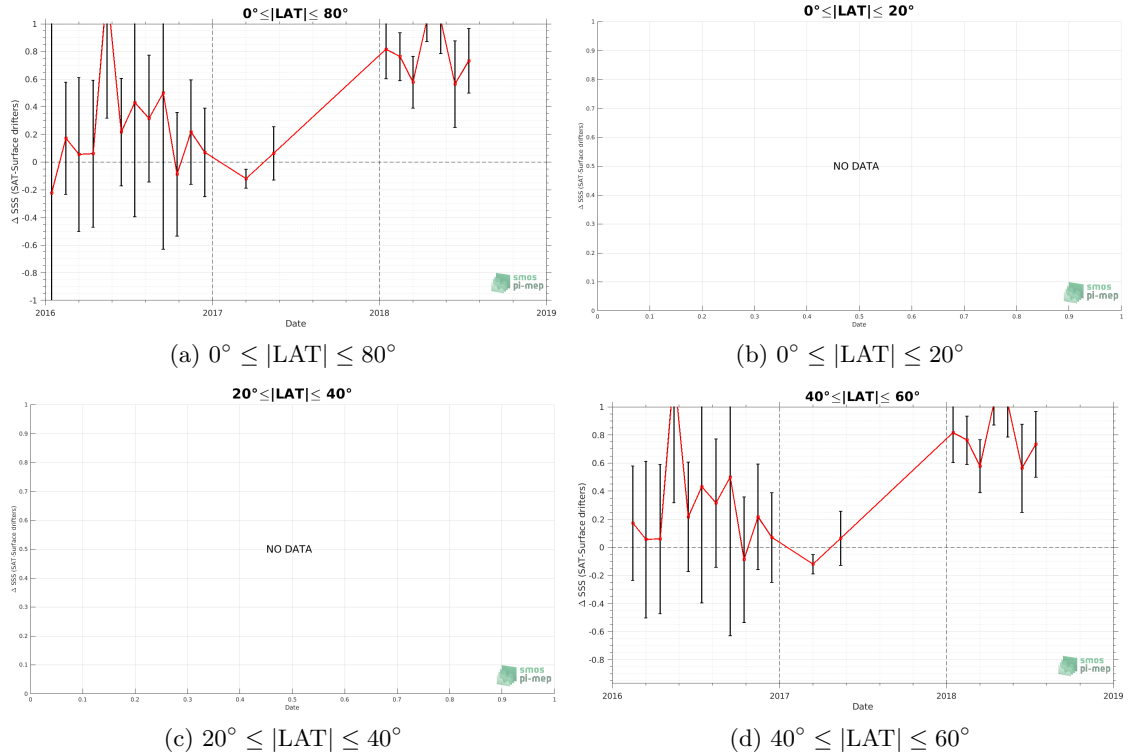 0°≤|LAT|≤ 80°
Δ SSS (SAT-Surface drifters)
1
0.8
0.6
0.4
0.2
0
-0.2
-0.4
-0.6
-0.8
-1
2016 2017 2018 2019
Date
smos
pi-mep
(a) 0° ≤ |LAT| ≤ 80°
0°≤|LAT|≤ 20°
Δ SSS (SAT-Surface drifters)
1
0.9
0.8
0.7
0.6
0.5
0.4
0.3
0.2
0.1
0
NO DATA
0 0.1 0.2 0.3 0.4 0.5 0.6 0.7 0.8 0.9 1
Date
smos
pi-mep
(b) 0° ≤ |LAT| ≤ 20°
20°≤|LAT|≤ 40°
Δ SSS (SAT-Surface drifters)
1
0.9
0.8
0.7
0.6
0.5
0.4
0.3
0.2
0.1
0
NO DATA
0 0.1 0.2 0.3 0.4 0.5 0.6 0.7 0.8 0.9 1
Date
smos
pi-mep
(c) 20° ≤ |LAT| ≤ 40°
40°≤|LAT|≤ 60°
Δ SSS (SAT-Surface drifters)
1
0.8
0.6
0.4
0.2
0
-0.2
-0.4
-0.6
-0.8
2016 2017 2018 2019
Date
smos
pi-mep
(d) 40° ≤ |LAT| ≤ 60°